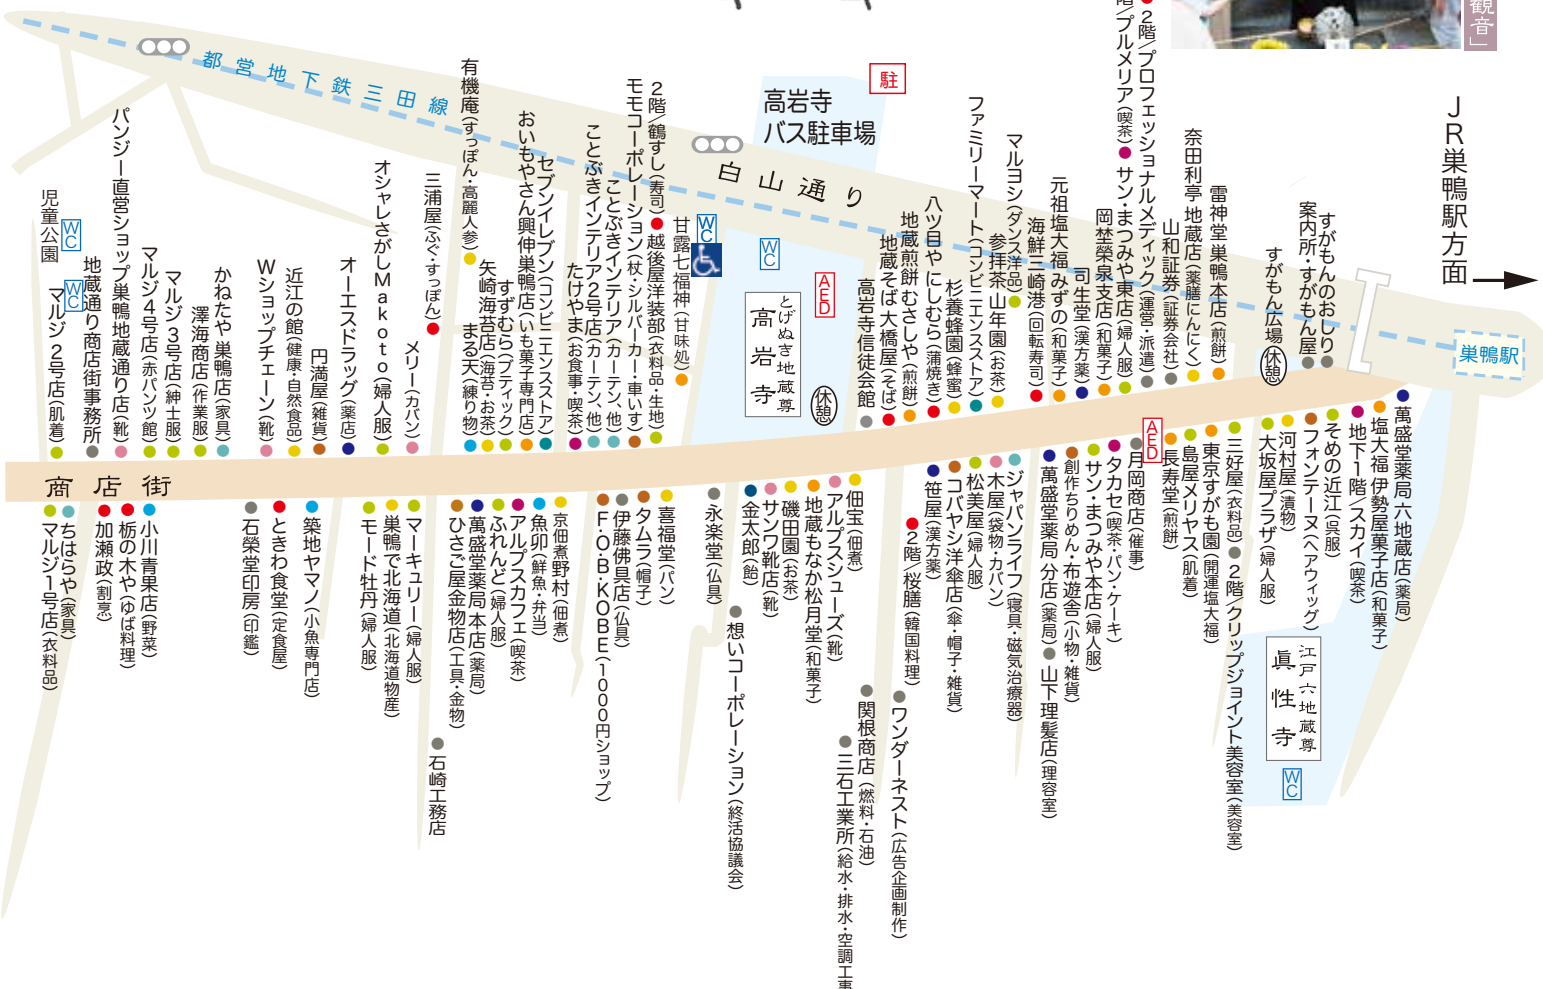 観音」
JR巣鴨駅方面
巣鴨駅
都営地下鉄三田線
白山通り
駐
高岩寺
バス駐車場
すがもんのおしり
案内所・すがもん屋
すがもん広場
休憩
雷神堂 巣鴨本店(煎餅)
奈田利亭 地蔵店(薬膳にんにく)
山和証券(証券会社)
2階/プロフェッショナルメディック(運営・派遣)
階/プルメリア(喫茶)
サン・まつみや東店(婦人服)
岡埜榮泉支店(和菓子)
司生堂(漢方薬)
元祖塩大福 みずの(和菓子)
海鮮三崎港(回転寿司)
マルヨシ(ダンス洋品)
参拝茶 山年園(お茶)
ファミリーマート(コンビニエンスストア)
杉養蜂園(蜂蜜)
八ツ目や にしむら(蒲焼き)
地蔵煎餅 むさしや(煎餅)
地蔵そば 大橋屋(そば)
高岩寺信徒会館
AED
休憩
とげぬき地蔵尊
高岩寺
WC
WC
甘露七福神(甘味処)
2階/鶴すし(寿司)
越後屋洋装部(衣料品・生地)
モモコーポレーション(杖・シルバーカー・車いす)
ことぶきインテリア(カーテン、他)
ことぶきインテリア2号店(カーテン、他)
たけやま(お食事・喫茶)
セブンイレブン(コンビニエンスストア)
おいもやさん興伸巣鴨店(いも菓子専門店)
すずむら(ブティック)
矢崎海苔店(海苔・お茶)
有機庵(すっぽん・高麗人参)
まる天(練り物)
三浦屋(ふぐ・すっぽん)
メリー(カバン)
オシャレさがしMakoto(婦人服)
オーエスドラッグ(薬店)
円満屋(雑貨)
近江の館(健康・自然食品)
Wショップチェーン(靴)
かねたや 巣鴨店(家具)
澤海商店(作業服)
マルジ3号店(紳士服)
マルジ4号店(赤パンツ館)
パンジー直営ショップ巣鴨地蔵通り店(靴)
地蔵通り商店街事務所
WC
WC
児童公園
マルジ2号店(肌着)
商店街
萬盛堂薬局 六地蔵店(薬局)
塩大福 伊勢屋菓子店(和菓子)
地下1階/スカイ(喫茶)
そめの近江(呉服)
フォンテーヌ(ヘアウィッグ)
河村屋(漬物)
大坂屋プラザ(婦人服)
江戸六地蔵尊
眞性寺
WC
三好屋(衣料品)
2階/クリップジョイント美容室(美容室)
東京すがも園(開運塩大福)
島屋メリヤス(肌着)
長寿堂(煎餅)
AED
月岡商店(催事)
タカセ(喫茶・パン・ケーキ)
サン・まつみや本店(婦人服)
創作ちりめん・布遊舎(小物・雑貨)
萬盛堂薬局 分店(薬局)
山下理髪店(理容室)
ジャパンライフ(寝具・磁気治療器)
木屋(袋物・カバン)
松美屋(婦人服)
コバヤシ洋傘店(傘・帽子・雑貨)
笹屋(漢方薬)
2階/桜膳(韓国料理)
ワンダーネスト(広告企画制作)
関根商店(燃料・石油)
三石工業所(給水・排水・空調工事
佃宝(佃煮)
アルプスシューズ(靴)
地蔵もなか松月堂(和菓子)
磯田園(お茶)
サンワ靴店(靴)
金太郎(飴)
想いコーポレーション(終活協議会)
永楽堂(仏具)
喜福堂(パン)
タムラ(帽子)
伊藤佛具店(仏具)
F・O・B・KOBE(1000円ショップ)
京佃煮野村(佃煮)
魚卯(鮮魚・弁当)
アルプスカフェ(喫茶)
ふれんど(婦人服)
萬盛堂薬局 本店(薬局)
ひさご屋金物店(工具・金物)
石崎工務店
マーキュリー(婦人服)
巣鴨で北海道(北海道物産)
モード牡丹(婦人服)
築地ヤマノ(小魚専門店)
ときわ食堂(定食屋)
石榮堂印房(印鑑)
小川青果店(野菜)
栃の木や(ゆば料理)
加瀬政(割烹)
ちはらや(家具)
マルジ1号店(衣料品)